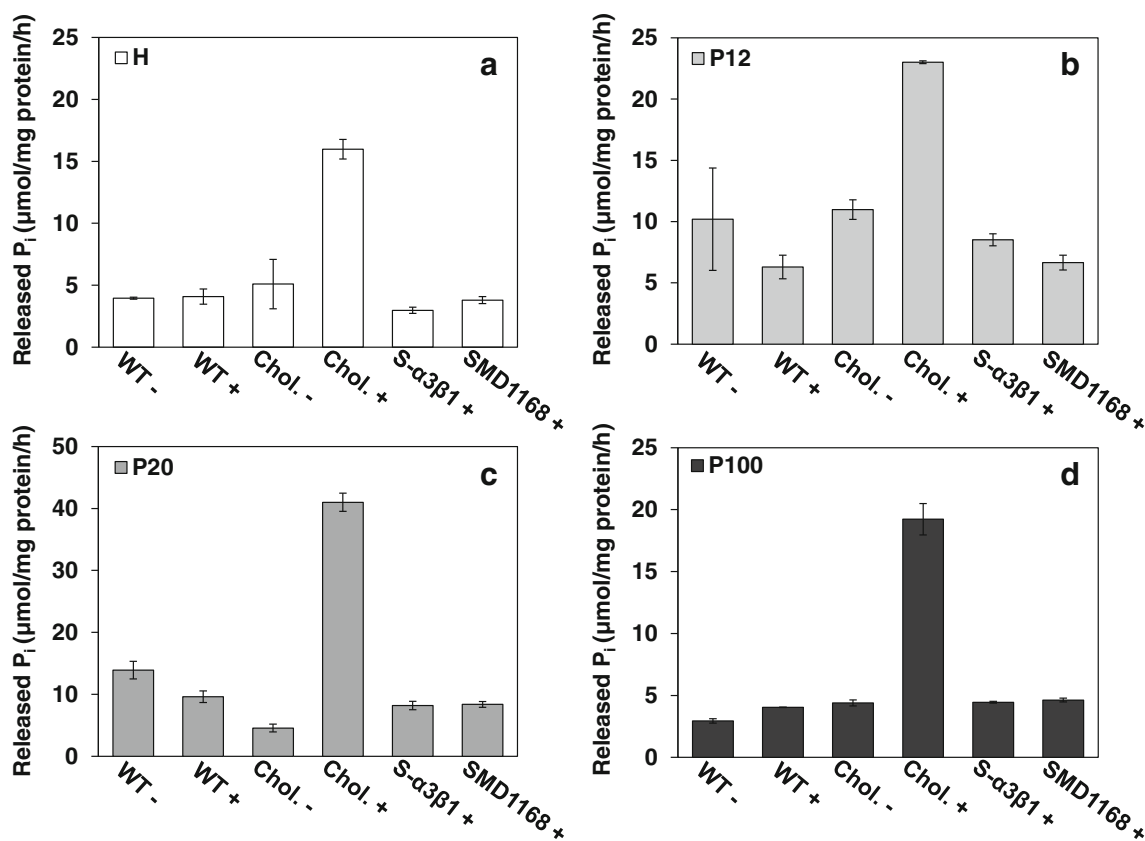 H
a
Released Pi (µmol/mg protein/h)
25
20
15
10
5
0
WT -
WT +
Chol. -
Chol. +
S-α3β1 +
SMD1168 +
P12
b
Released Pi (µmol/mg protein/h)
25
20
15
10
5
0
WT -
WT +
Chol. -
Chol. +
S-α3β1 +
SMD1168 +
P20
c
Released Pi (µmol/mg protein/h)
50
40
30
20
10
0
WT -
WT +
Chol. -
Chol. +
S-α3β1 +
SMD1168 +
P100
d
Released Pi (µmol/mg protein/h)
25
20
15
10
5
0
WT -
WT +
Chol. -
Chol. +
S-α3β1 +
SMD1168 +